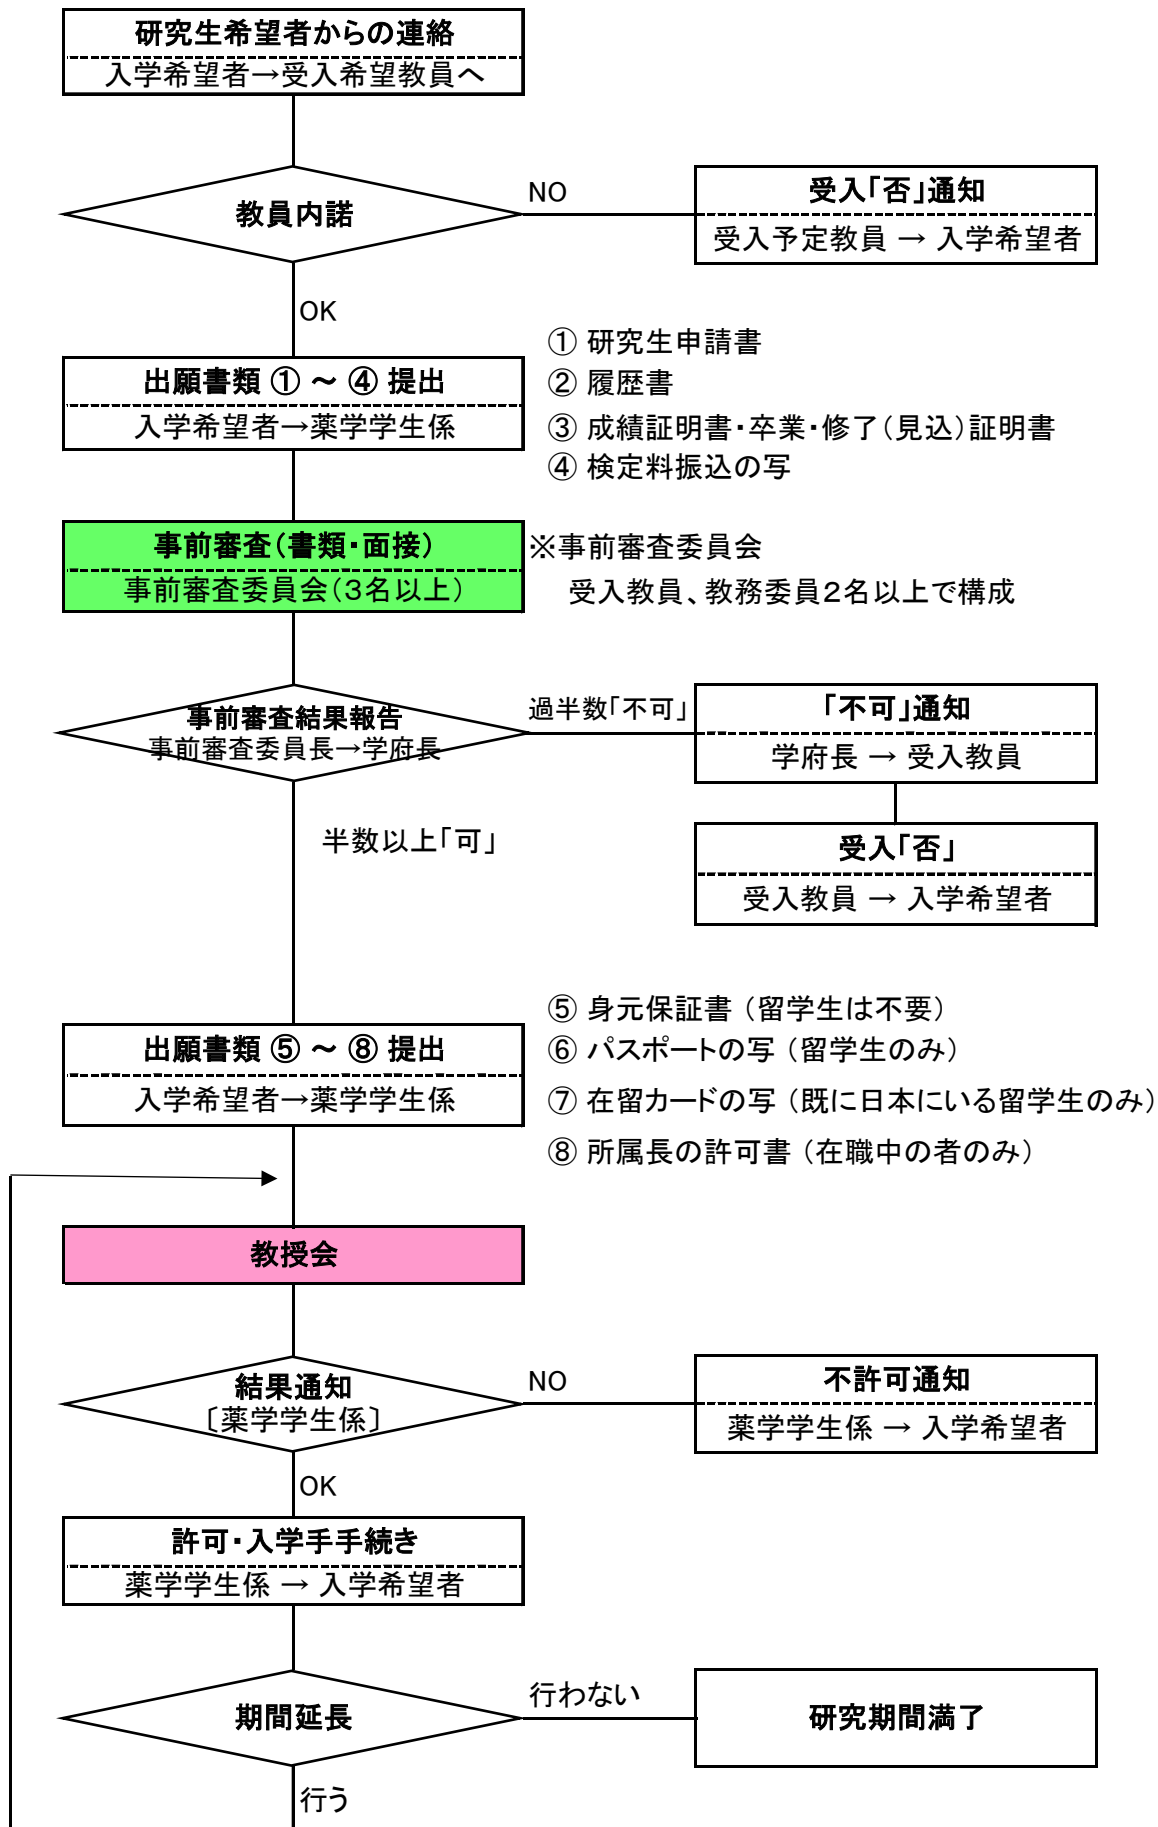 研究生希望者からの連絡
入学希望者→受入希望教員へ
教員内諾
NO
受入「否」通知
受入予定教員 → 入学希望者
OK
出願書類 ① ～ ④ 提出
入学希望者→薬学学生係
① 研究生申請書
② 履歴書
③ 成績証明書・卒業・修了(見込)証明書
④ 検定料振込の写
事前審査(書類・面接)
事前審査委員会(3名以上)
※事前審査委員会
受入教員、教務委員2名以上で構成
事前審査結果報告
事前審査委員長→学府長
過半数「不可」
「不可」通知
学府長 → 受入教員
半数以上「可」
受入「否」
受入教員 → 入学希望者
出願書類 ⑤ ～ ⑧ 提出
入学希望者→薬学学生係
⑤ 身元保証書 (留学生は不要)
⑥ パスポートの写 (留学生のみ)
⑦ 在留カードの写 (既に日本にいる留学生のみ)
⑧ 所属長の許可書 (在職中の者のみ)
教授会
結果通知
〔薬学学生係〕
NO
不許可通知
薬学学生係 → 入学希望者
OK
許可・入学手手続き
薬学学生係 → 入学希望者
期間延長
行わない
研究期間満了
行う